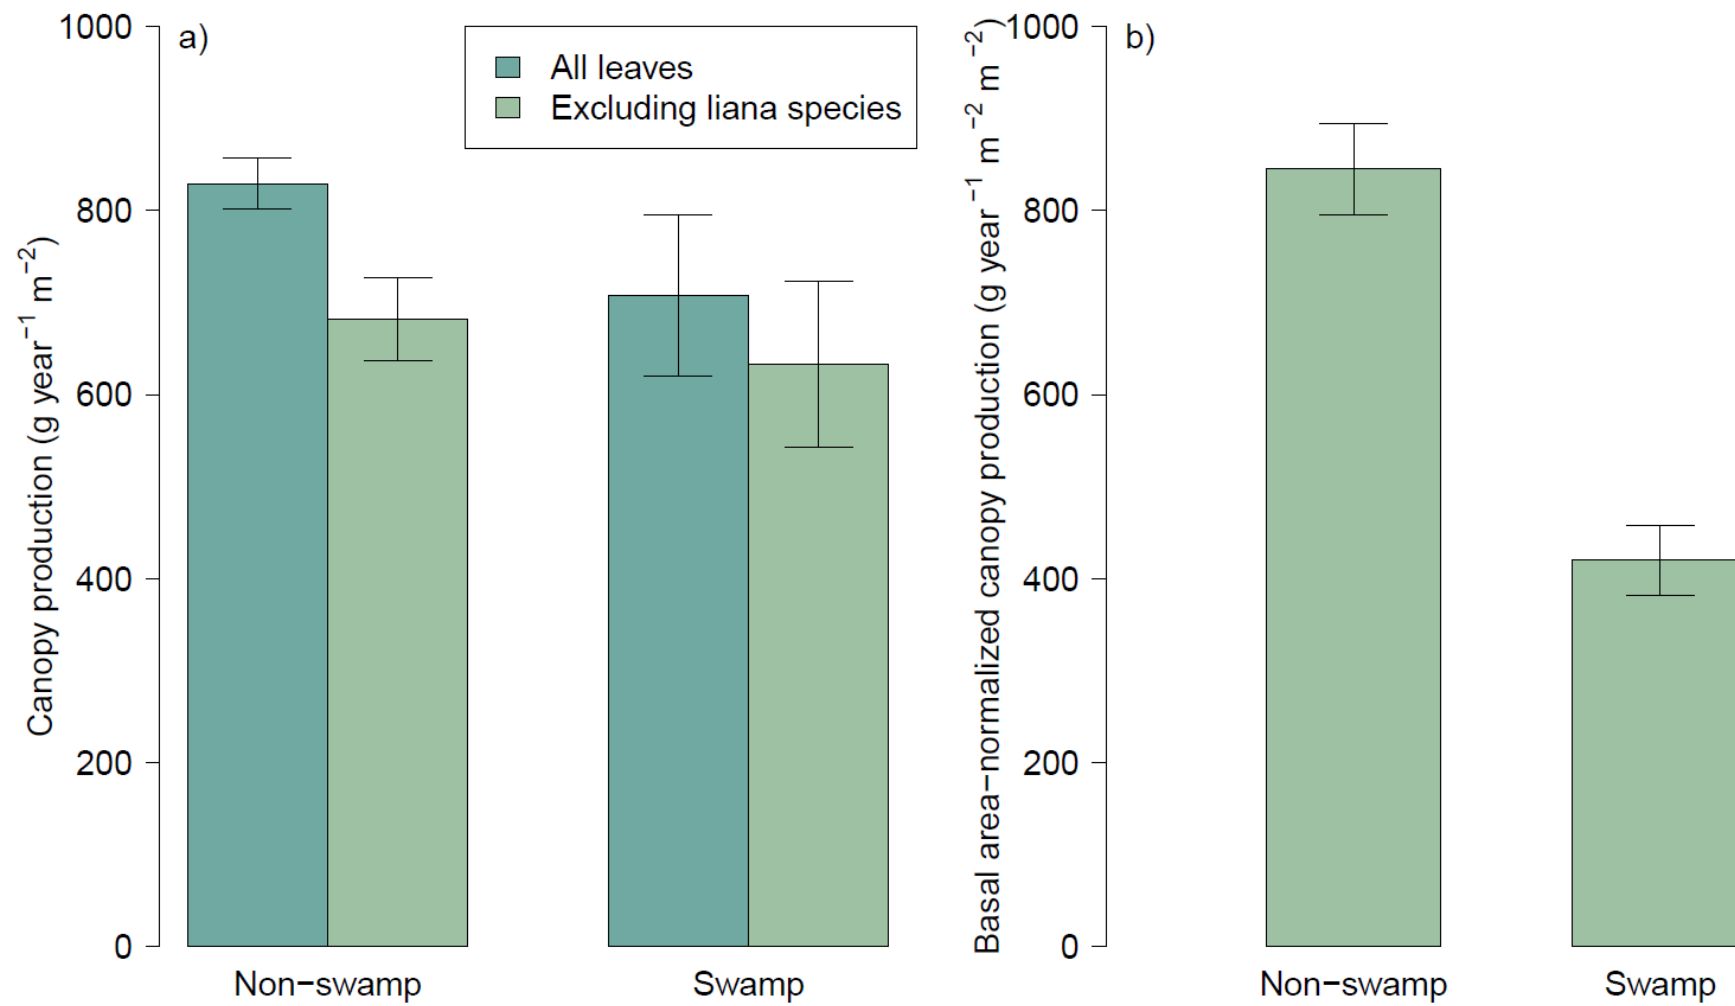 a)
All leaves
Excluding liana species
Canopy production (g year⁻¹ m⁻²)
1000
800
600
400
200
0
Non−swamp
Swamp
b)
Basal area−normalized canopy production (g year⁻¹ m⁻² m⁻²)
1000
800
600
400
200
0
Non−swamp
Swamp